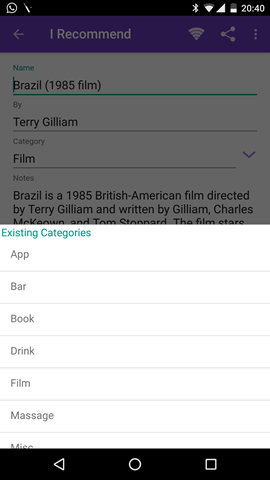 20:40
I Recommend
Name
Brazil (1985 film)
By
Terry Gilliam
Category
Film
Notes
Brazil is a 1985 British-American film directed
by Terry Gilliam and written by Gilliam, Charles
McKeown, and Tom Stoppard. The film stars
Existing Categories
App
Bar
Book
Drink
Film
Massage
Misc